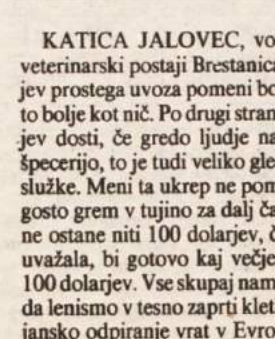 KATICA JALOVEC, vo
veterinarski postaji Brestanica
jev prostega uvoza pomeni bo
to bolje kot nič. Po drugi stran
jev dosti, če gredo ljudje na
špecerijo, to je tudi veliko gle
služke. Meni ta ukrep ne pom
gosto grem v tujino za dalj ča
ne ostane niti 100 dolarjev, č
uvažala, bi gotovo kaj večje
100 dolarjev. Vse skupaj nam
da lenismo v tesno zaprti klet
jansko odpiranje vrat v Evro